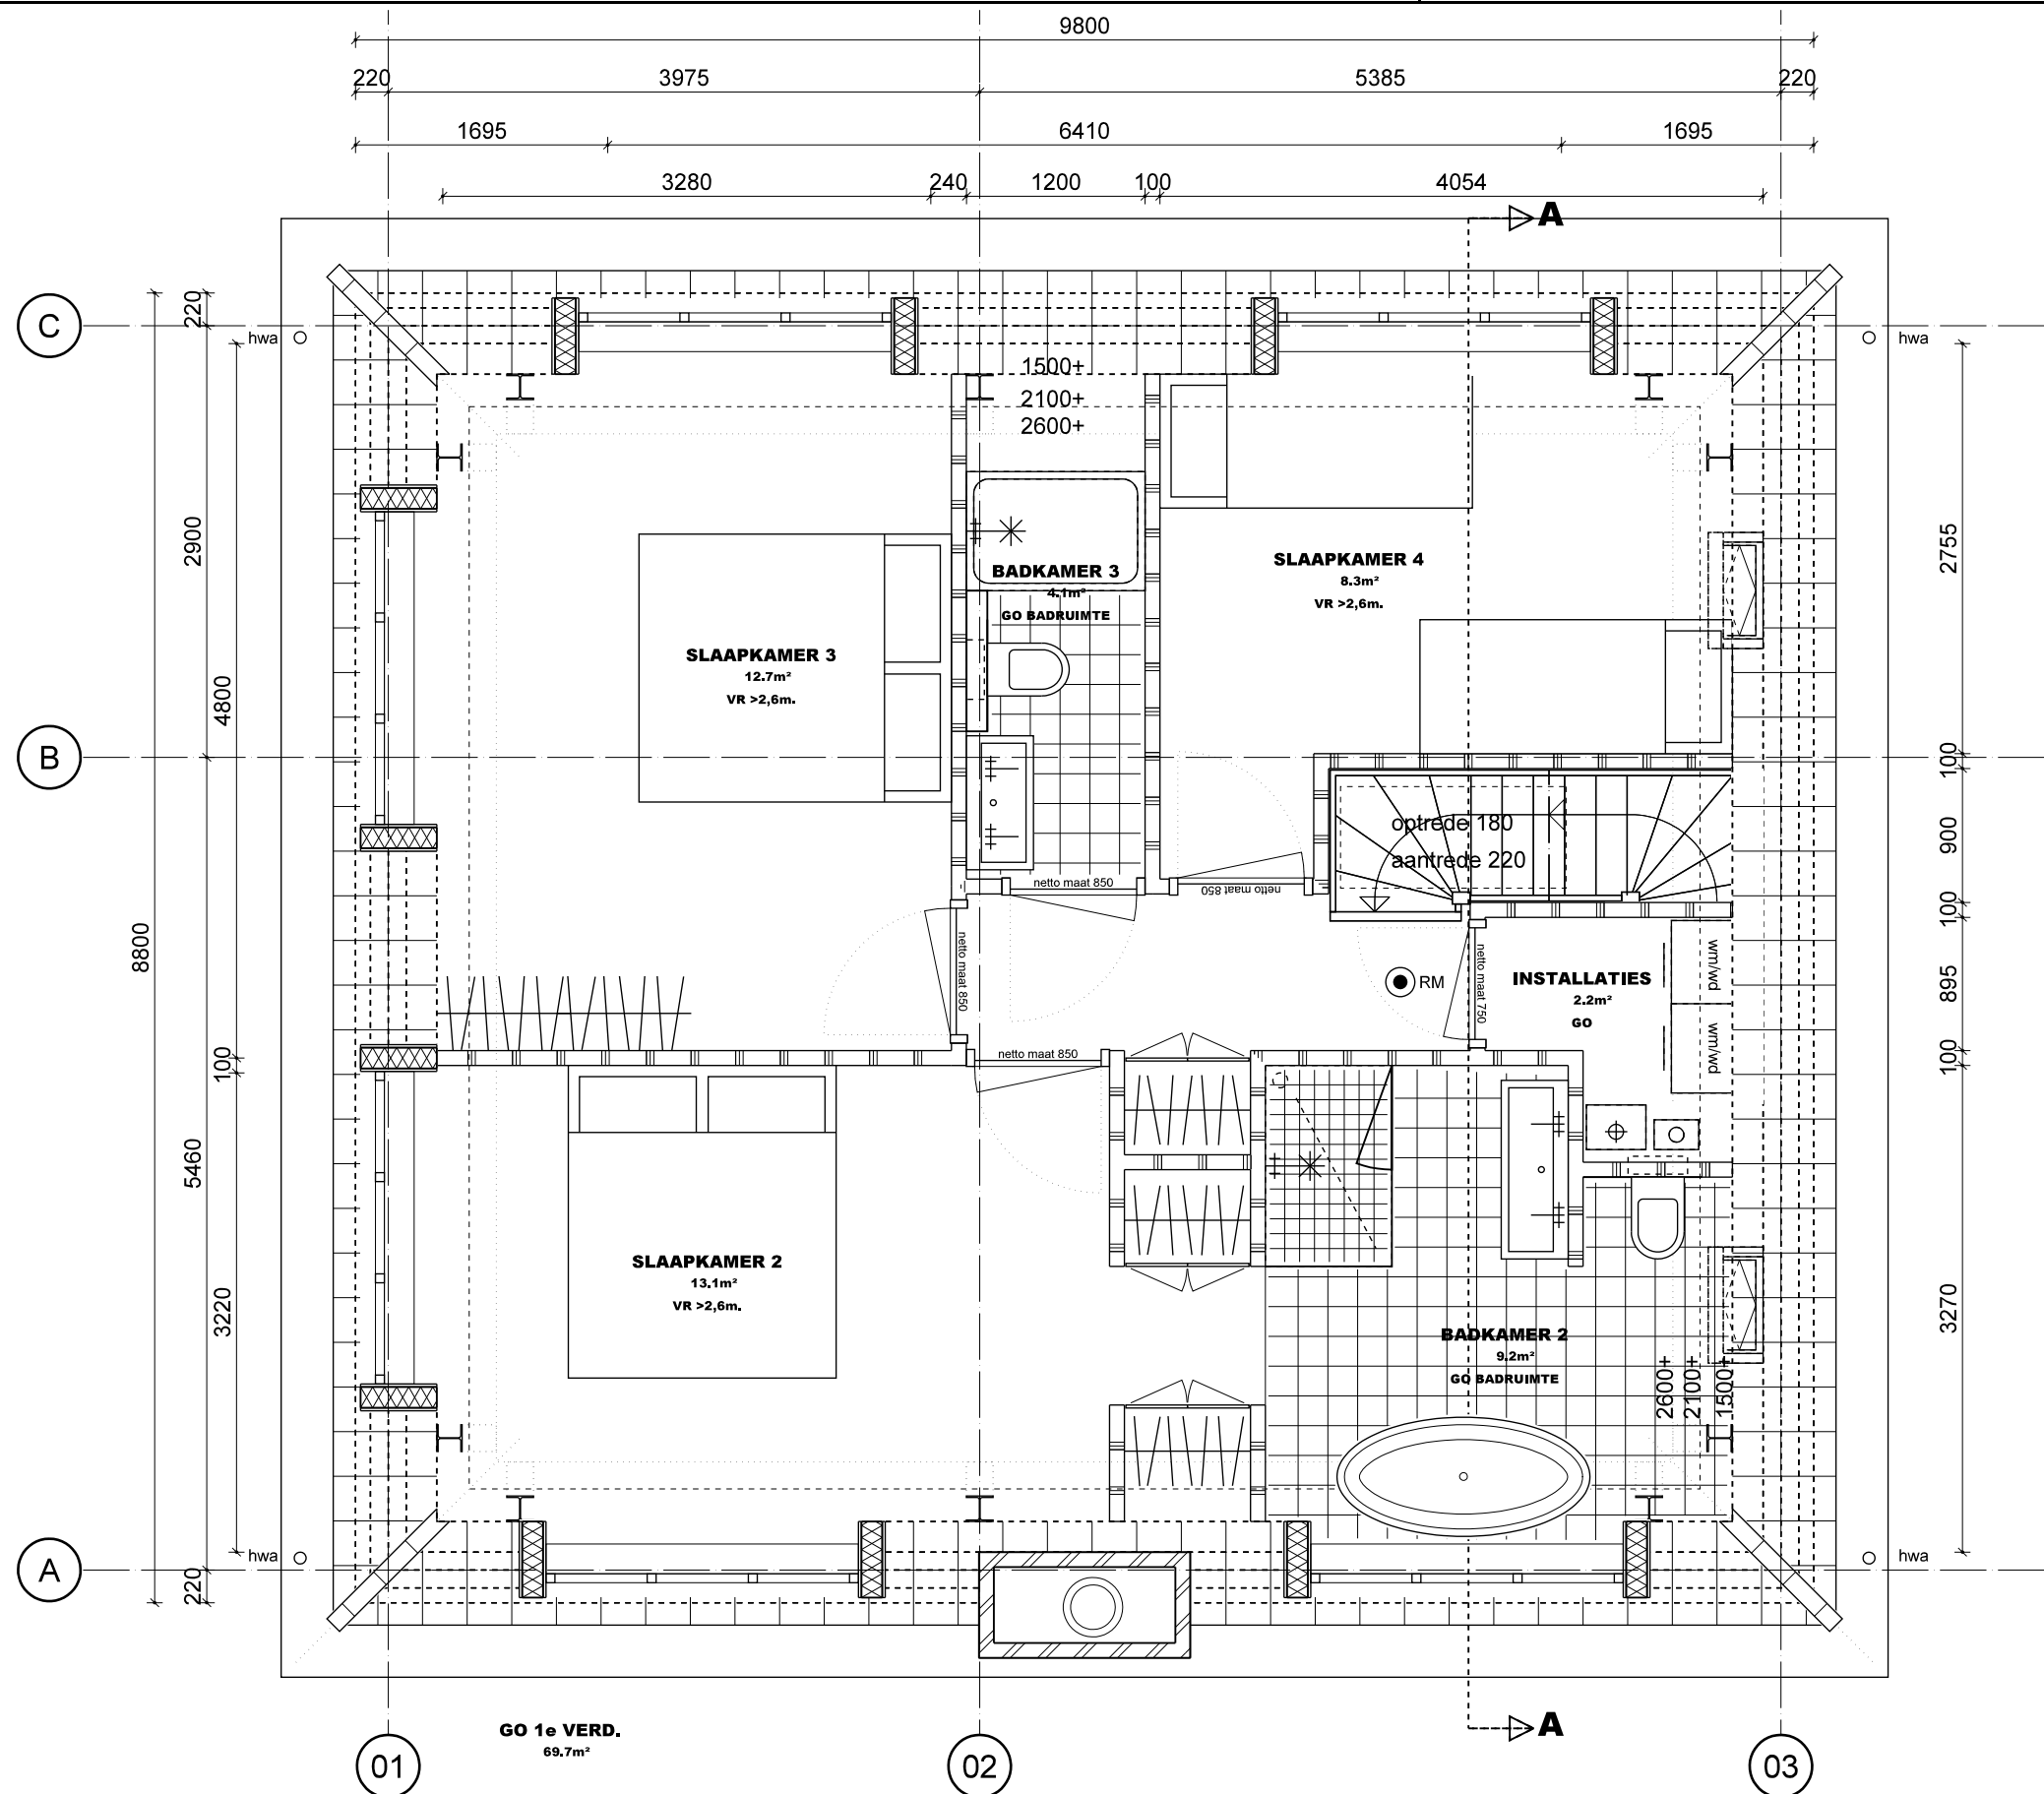 9800
220 3975 5385 220
1695 6410 1695
3280 240 1200 100 4054
A
C
B
A
220
2900
5460
220
4800
100
3220
8800
hwa
hwa
hwa
hwa
2755
100
900
100
895
100
3270
1500+
2100+
2600+
BADKAMER 3
4.1m²
GO BADRUIMTE
SLAAPKAMER 4
8.3m²
VR >2,6m.
SLAAPKAMER 3
12.7m²
VR >2,6m.
optrede 180
aantrede 220
netto maat 850
netto maat 850
netto maat 850
netto maat 850
netto maat 750
RM
INSTALLATIES
2.2m²
GO
wm/wd
wm/wd
SLAAPKAMER 2
13.1m²
VR >2,6m.
BADKAMER 2
9.2m²
GO BADRUIMTE
2600+
2100+
1500+
A
GO 1e VERD.
69.7m²
01 02 03